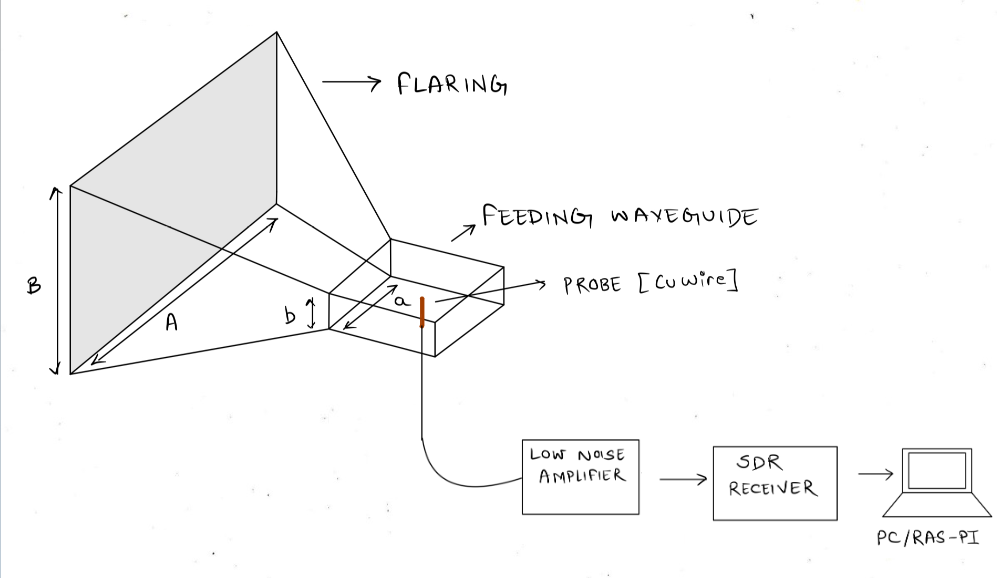 FLARING
FEEDING WAVEGUIDE
PROBE [Cu wire]
B
A
b
a
LOW NOISE
AMPLIFIER
SDR
RECEIVER
PC/RAS-PI